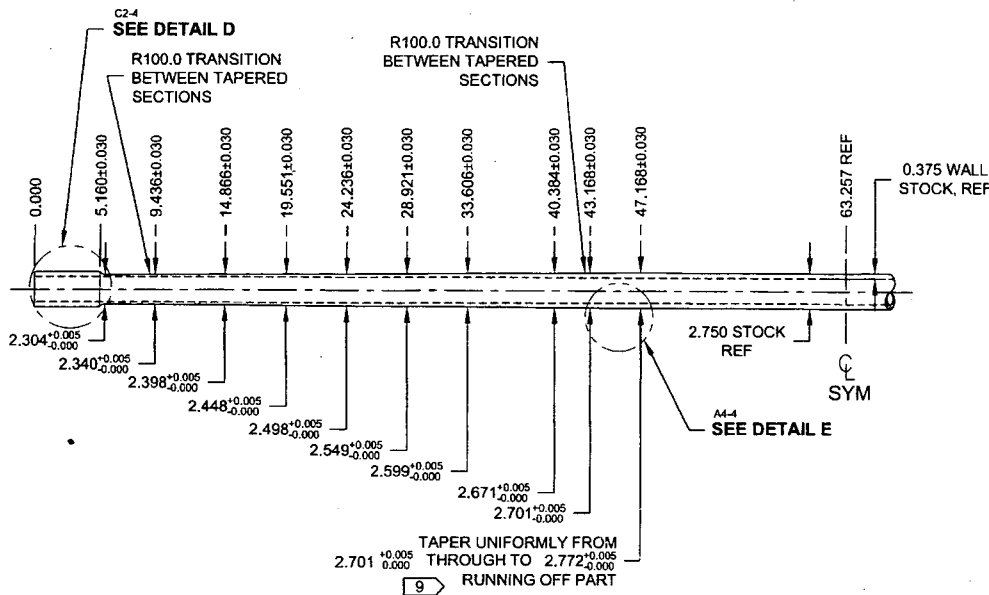 C2-4
SEE DETAIL D
R100.0 TRANSITION
BETWEEN TAPERED
SECTIONS
R100.0 TRANSITION
BETWEEN TAPERED
SECTIONS
0.000
5.160±0.030
9.436±0.030
14.866±0.030
19.551±0.030
24.236±0.030
28.921±0.030
33.606±0.030
40.384±0.030
43.168±0.030
47.168±0.030
63.257 REF
0.375 WALL
STOCK, REF
2.304 +0.005 -0.000
2.340 +0.005 -0.000
2.398 +0.005 -0.000
2.448 +0.005 -0.000
2.498 +0.005 -0.000
2.549 +0.005 -0.000
2.599 +0.005 -0.000
2.671 +0.005 -0.000
2.701 +0.005 -0.000
2.750 STOCK
REF
CL
SYM
A4-4
SEE DETAIL E
TAPER UNIFORMLY FROM
2.701 +0.005 0.000 THROUGH TO 2.772 +0.005 -0.000
RUNNING OFF PART
9